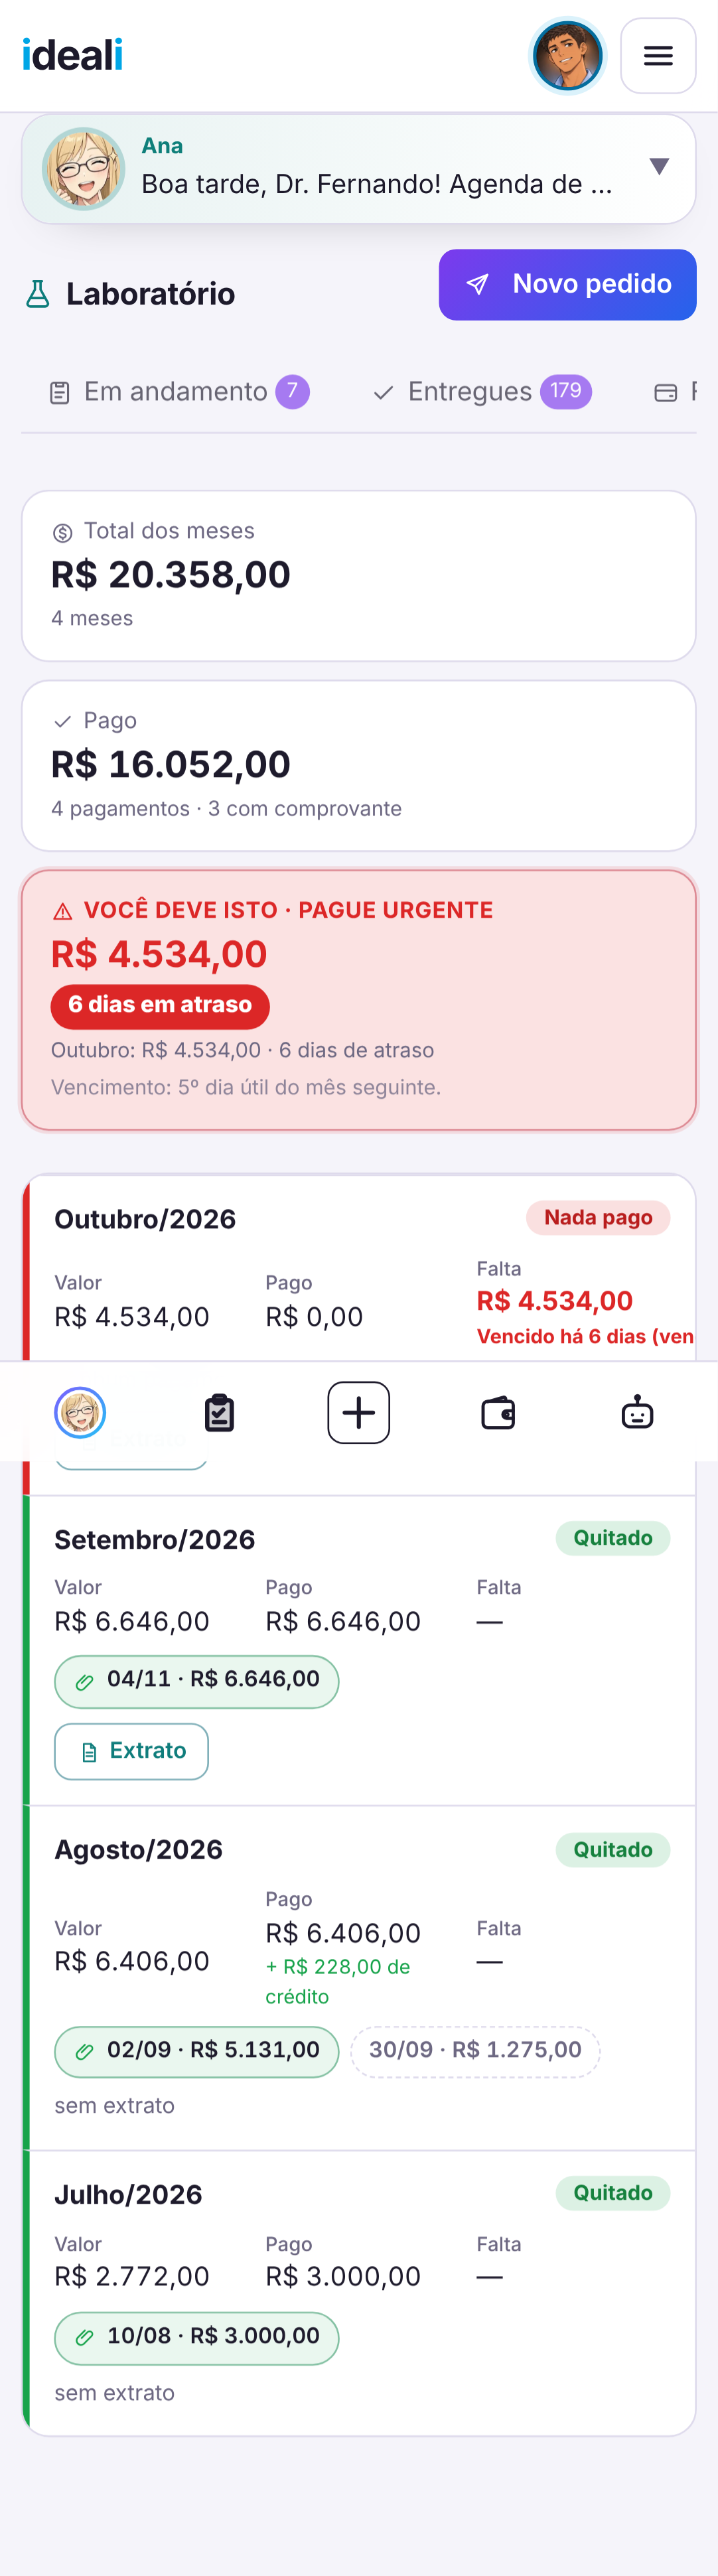 ideali
Ana
Boa tarde, Dr. Fernando! Agenda de ...
Laboratório
Novo pedido
Em andamento 7
Entregues 179
Total dos meses
R$ 20.358,00
4 meses
Pago
R$ 16.052,00
4 pagamentos · 3 com comprovante
VOCÊ DEVE ISTO · PAGUE URGENTE
R$ 4.534,00
6 dias em atraso
Outubro: R$ 4.534,00 · 6 dias de atraso
Vencimento: 5º dia útil do mês seguinte.
Outubro/2026
Nada pago
Valor
R$ 4.534,00
Pago
R$ 0,00
Falta
R$ 4.534,00
Vencido há 6 dias (ven
Setembro/2026
Quitado
Valor
R$ 6.646,00
Pago
R$ 6.646,00
Falta
—
04/11 · R$ 6.646,00
Extrato
Agosto/2026
Quitado
Valor
R$ 6.406,00
Pago
R$ 6.406,00
+ R$ 228,00 de
crédito
Falta
—
02/09 · R$ 5.131,00
30/09 · R$ 1.275,00
sem extrato
Julho/2026
Quitado
Valor
R$ 2.772,00
Pago
R$ 3.000,00
Falta
—
10/08 · R$ 3.000,00
sem extrato